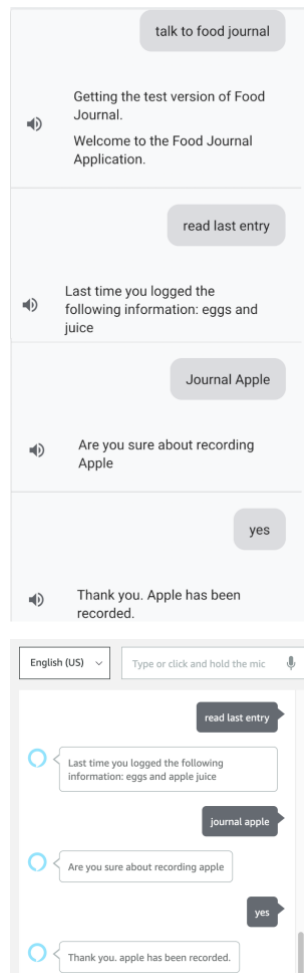 talk to food journal
Getting the test version of Food
Journal.
Welcome to the Food Journal
Application.
read last entry
Last time you logged the
following information: eggs and
juice
Journal Apple
Are you sure about recording
Apple
yes
Thank you. Apple has been
recorded.
English (US)
Type or click and hold the mic
read last entry
Last time you logged the following
information: eggs and apple juice
journal apple
Are you sure about recording apple
yes
Thank you. apple has been recorded.